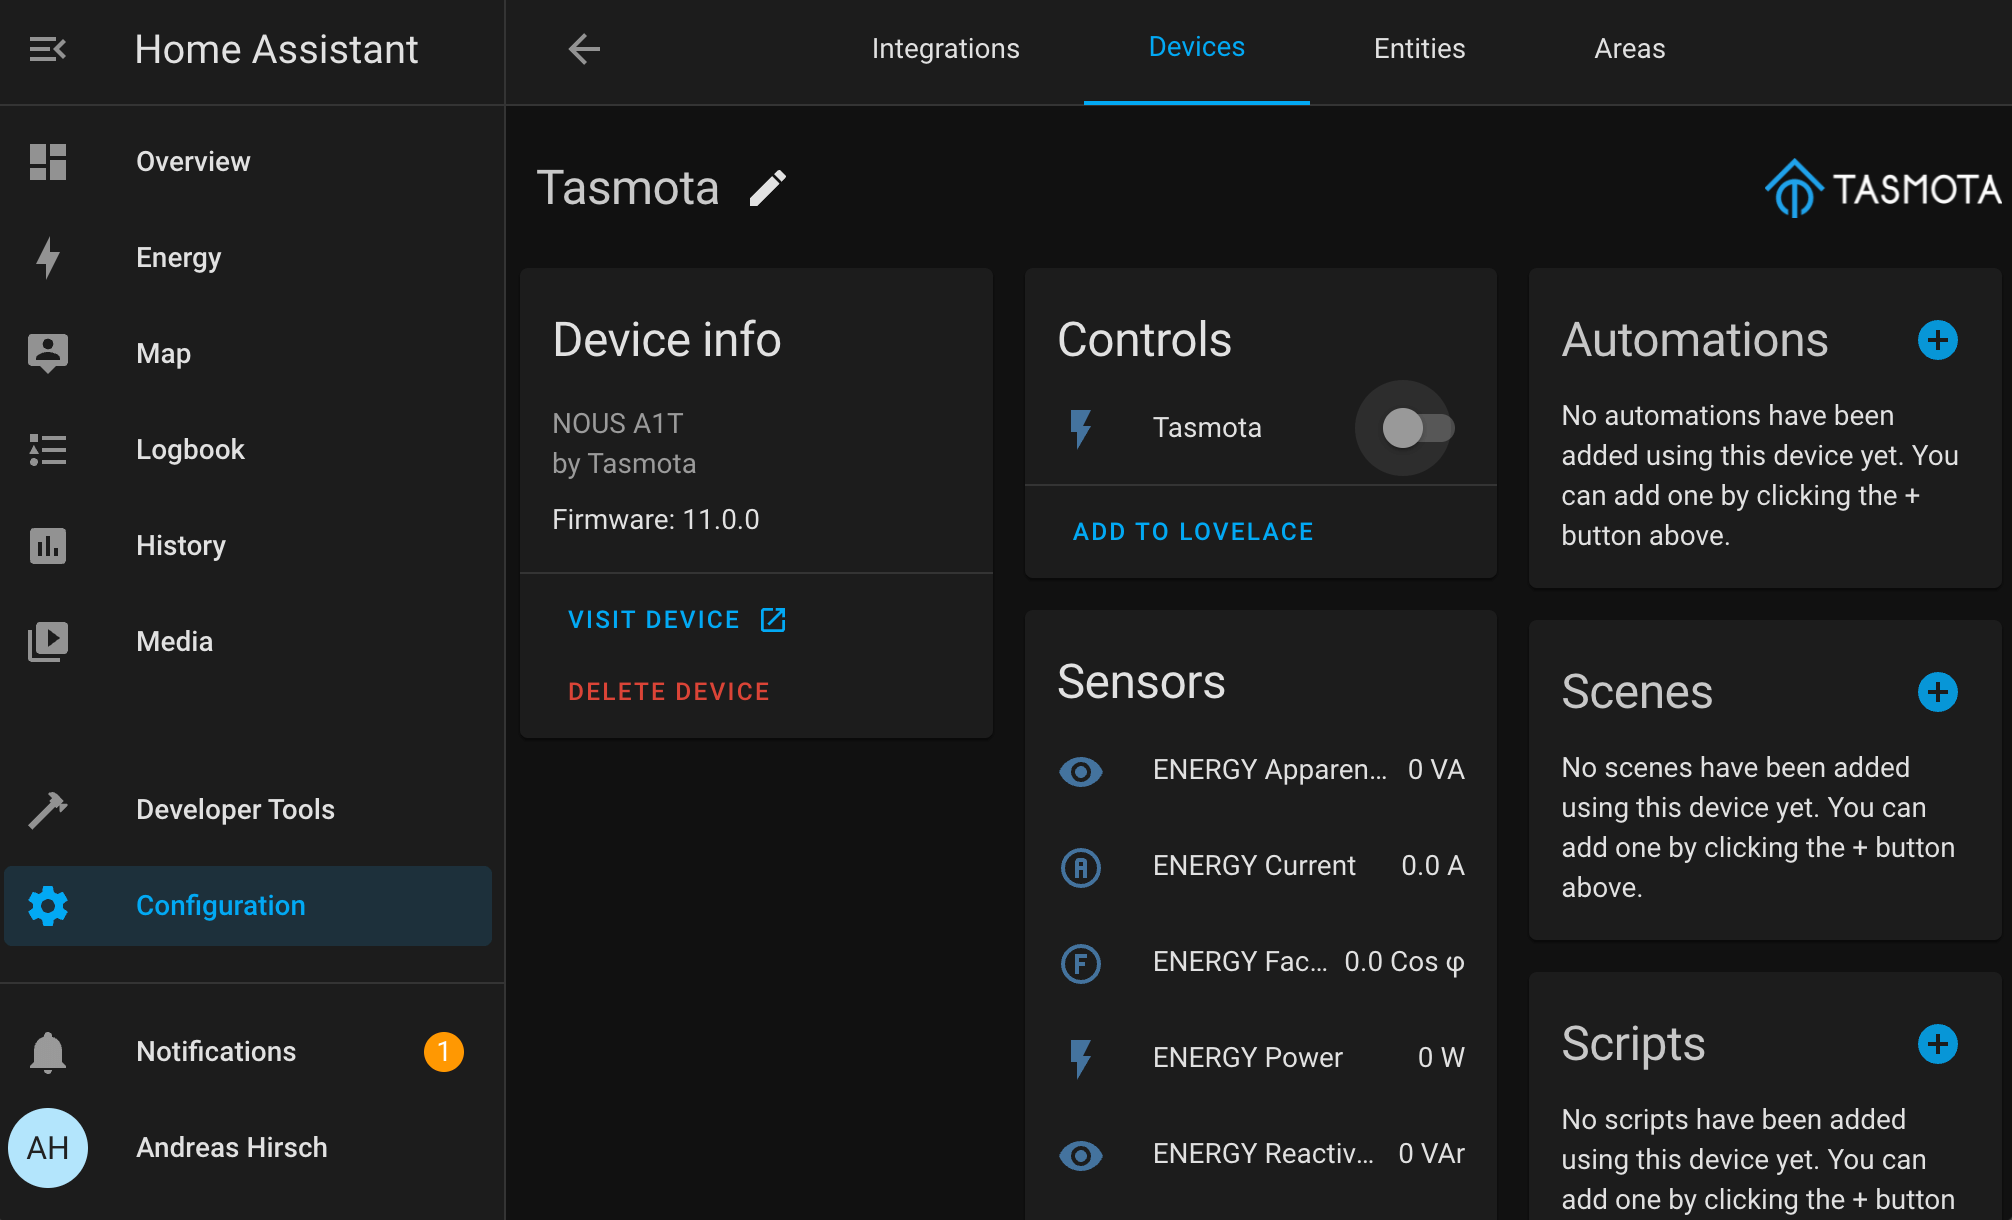 Home Assistant
Overview
Energy
Map
Logbook
History
Media
Developer Tools
Configuration
Notifications
1
AH
Andreas Hirsch
Integrations
Devices
Entities
Areas
Tasmota
TASMOTA
Device info
NOUS A1T
by Tasmota
Firmware: 11.0.0
VISIT DEVICE
DELETE DEVICE
Controls
Tasmota
ADD TO LOVELACE
Sensors
ENERGY Apparen... 0 VA
A
ENERGY Current 0.0 A
F
ENERGY Fac... 0.0 Cos φ
ENERGY Power 0 W
ENERGY Reactiv... 0 VAr
Automations
No automations have been
added using this device yet. You
can add one by clicking the +
button above.
Scenes
No scenes have been added
using this device yet. You can
add one by clicking the + button
above.
Scripts
No scripts have been added
using this device yet. You can
add one by clicking the + button